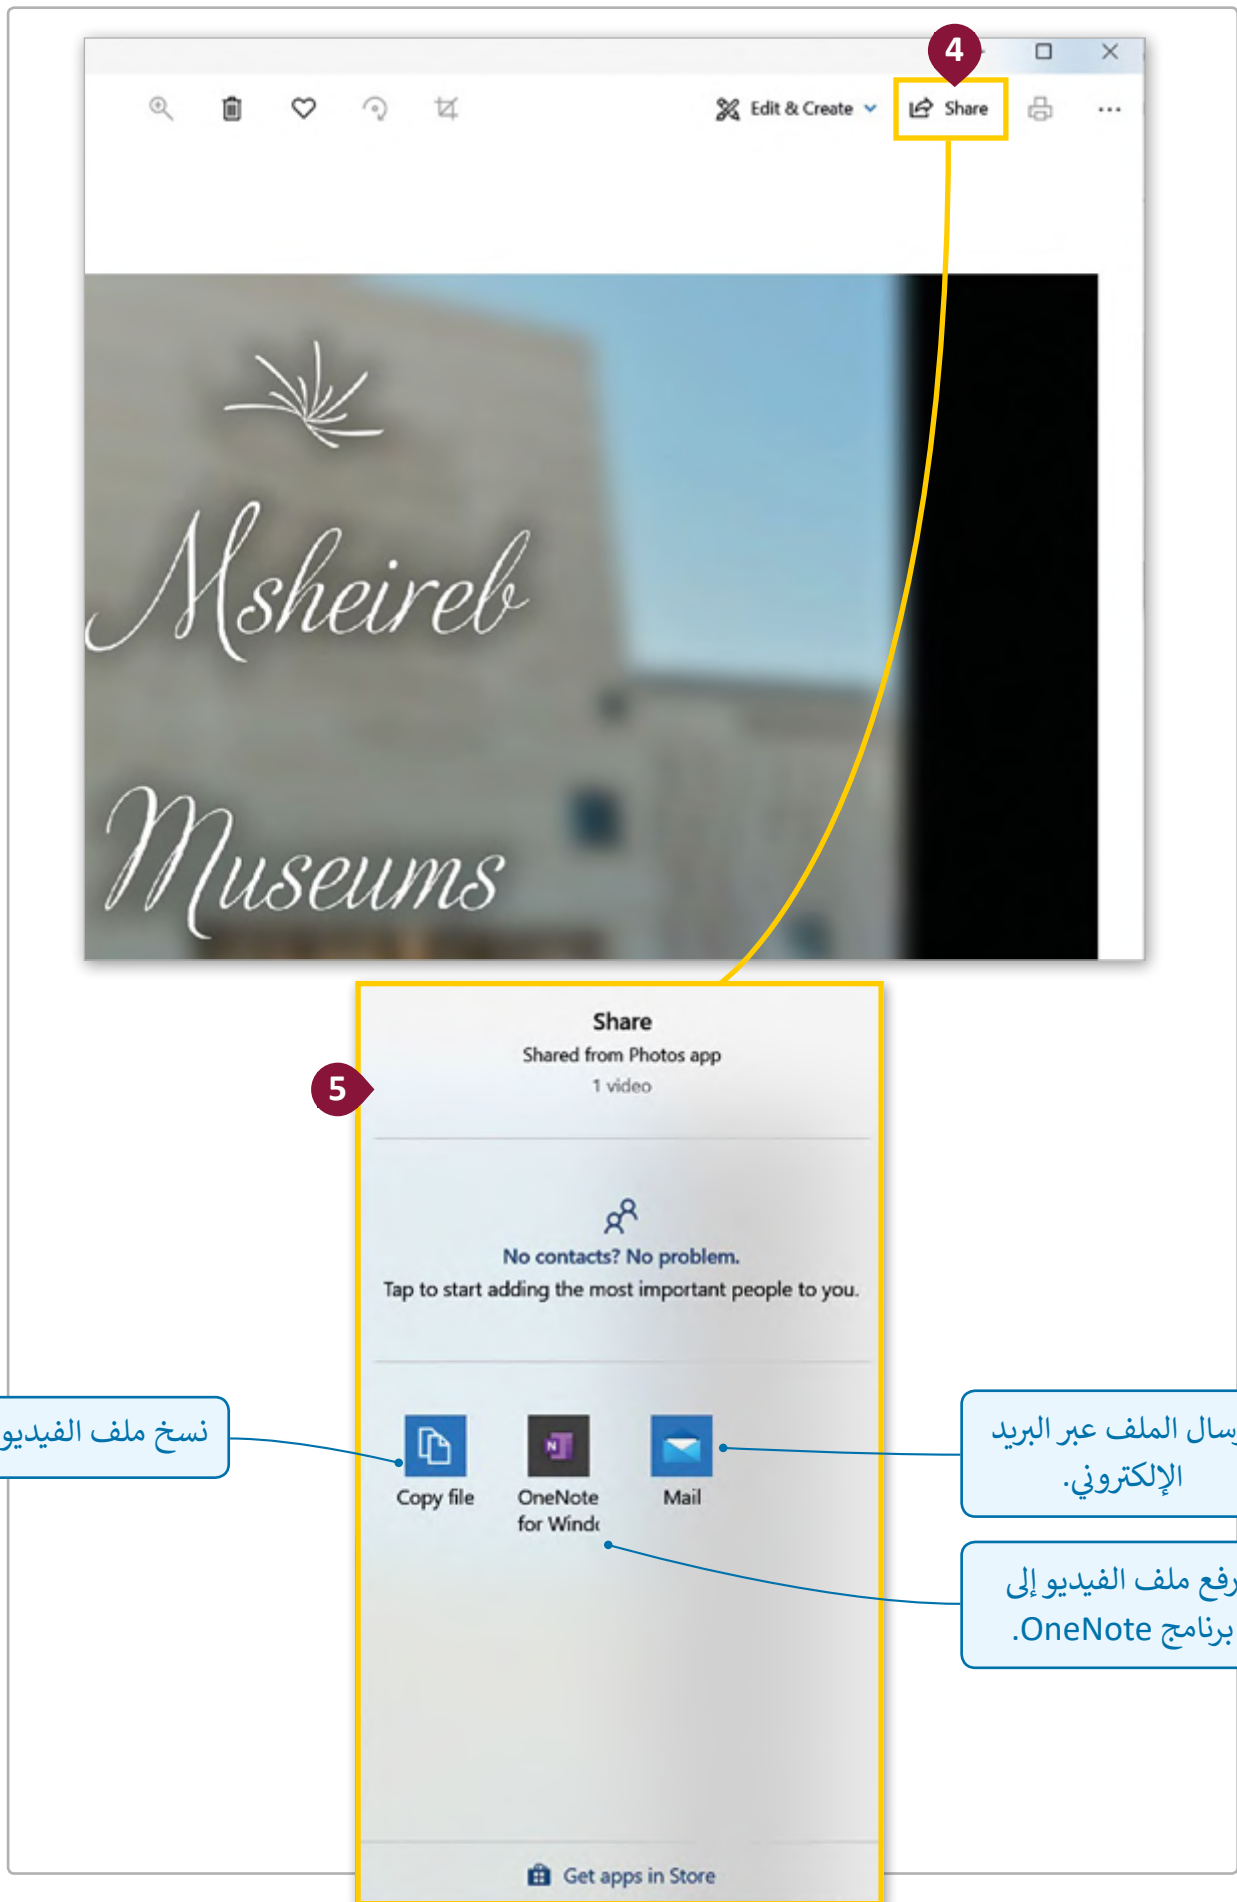 4
Edit & Create
Share
Msheireb
Museums
Share
Shared from Photos app
1 video
5
No contacts? No problem.
Tap to start adding the most important people to you.
نسخ ملف الفيديو
Copy file
OneNote
for Windo
Mail
الملف عبر البريد
الإلكتروني.
رفع ملف الفيديو إلى
برنامج OneNote.
Get apps in Store